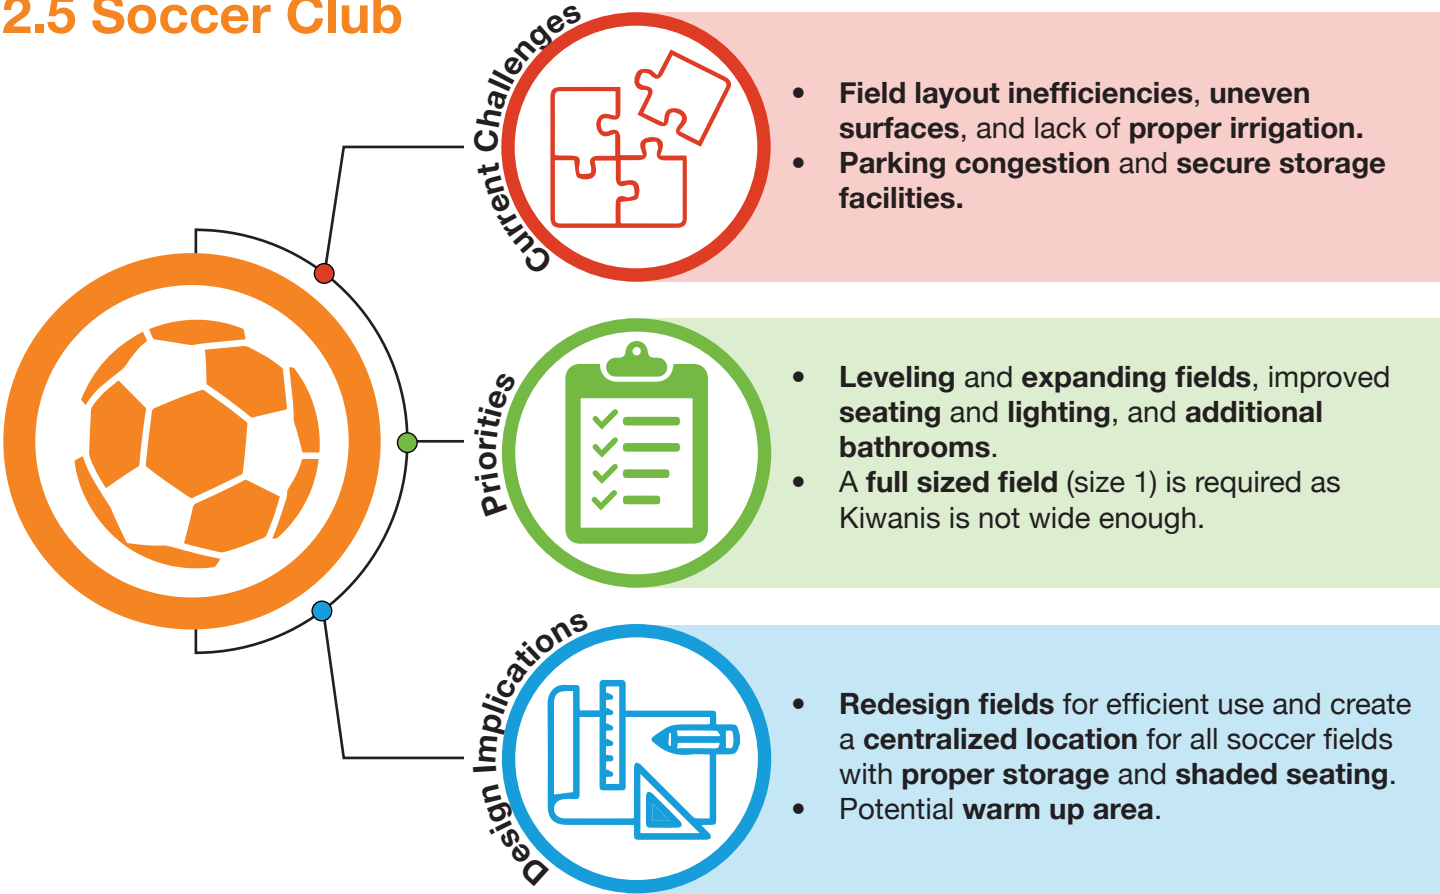 2.5 Soccer Club
Current Challenges
• Field layout inefficiencies, uneven
surfaces, and lack of proper irrigation.
• Parking congestion and secure storage
facilities.
Priorities
• Leveling and expanding fields, improved
seating and lighting, and additional
bathrooms.
• A full sized field (size 1) is required as
Kiwanis is not wide enough.
Design Implications
• Redesign fields for efficient use and create
a centralized location for all soccer fields
with proper storage and shaded seating.
• Potential warm up area.